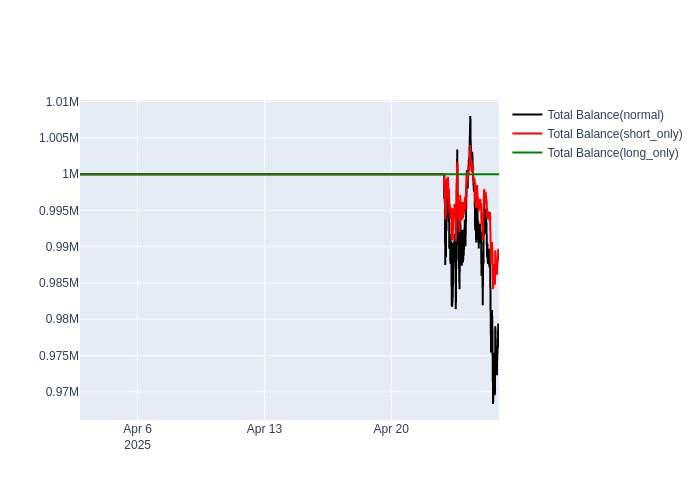 1.01M
1.005M
1M
0.995M
0.99M
0.985M
0.98M
0.975M
0.97M
Apr 6
2025
Apr 13
Apr 20
Total Balance(normal)
Total Balance(short_only)
Total Balance(long_only)